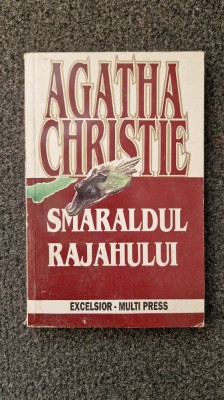 AGATHA
CHRISTIE
SMARALDUL
RAJAHULUI
EXCELSIOR - MULTI PRESS